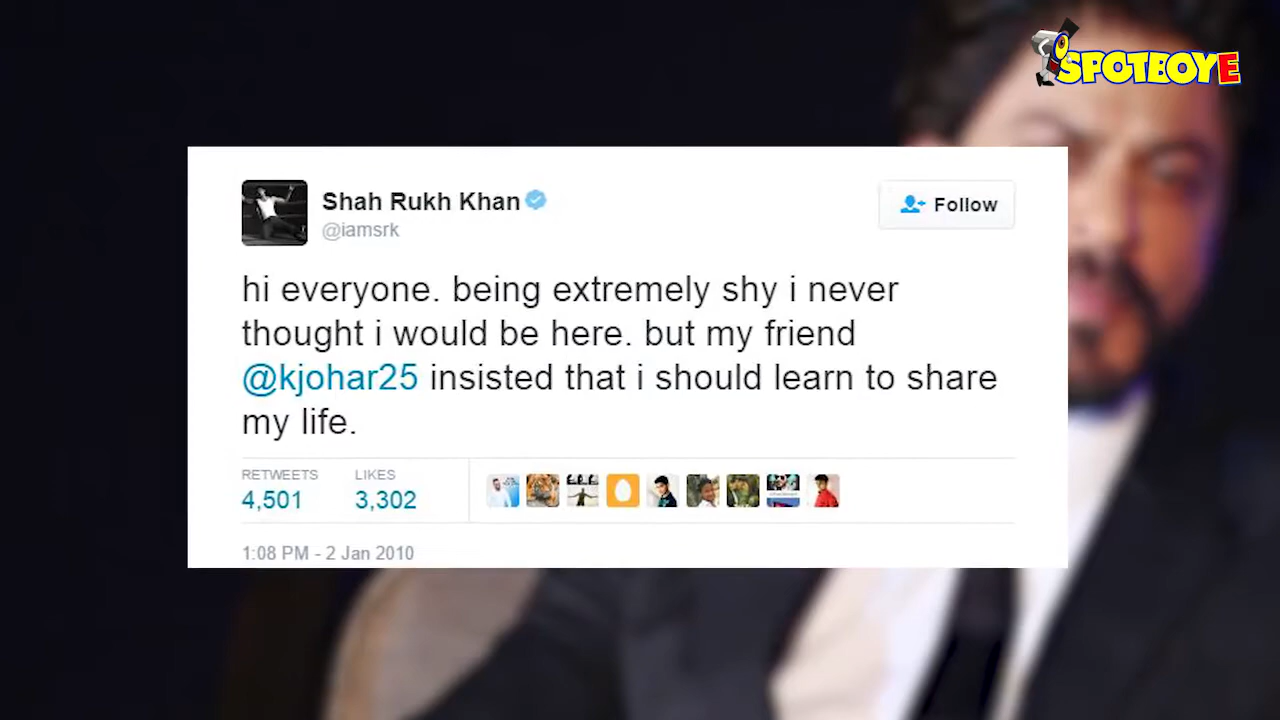 SPOTBOYE
Shah Rukh Khan
@iamsrk
Follow
hi everyone. being extremely shy i never
thought i would be here. but my friend
@kjohar25 insisted that i should learn to share
my life.
RETWEETS LIKES
4,501 3,302
1:08 PM - 2 Jan 2010